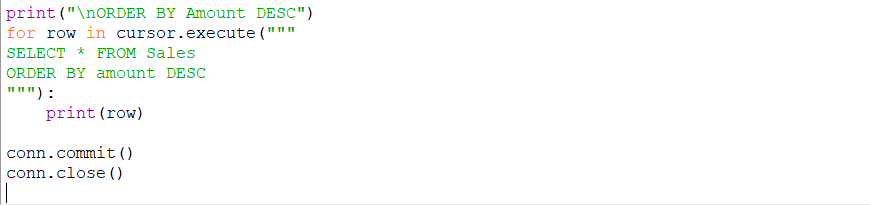 print("\nORDER BY Amount DESC")
for row in cursor.execute("""
SELECT * FROM Sales
ORDER BY amount DESC
"""):
    print(row)

conn.commit()
conn.close()